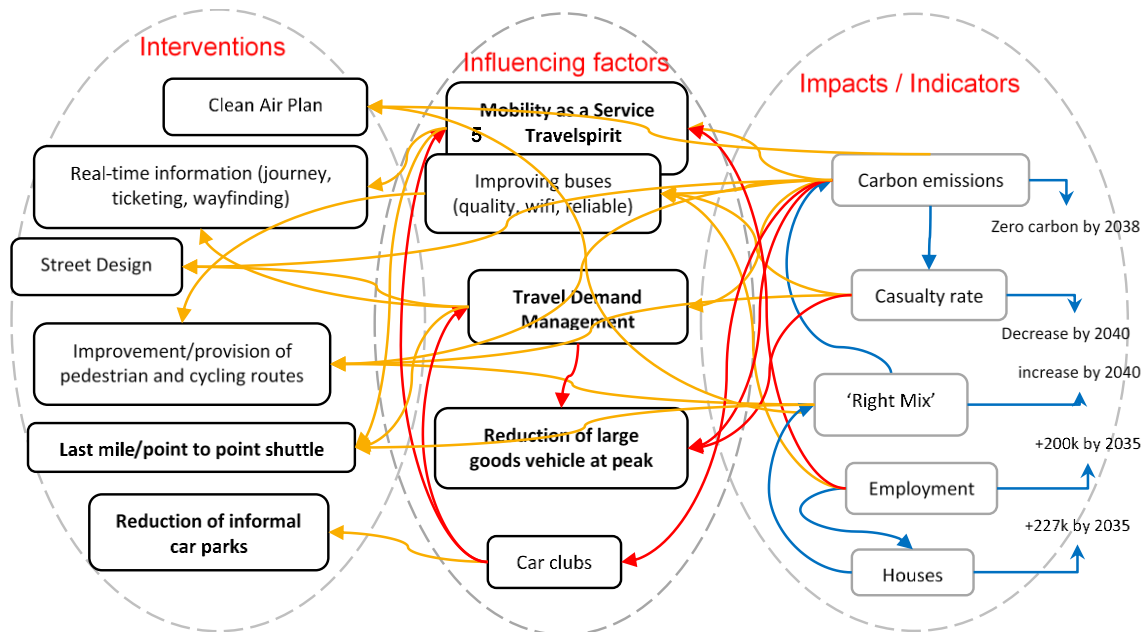 Interventions
Clean Air Plan
Real-time information (journey,
ticketing, wayfinding)
Street Design
Improvement/provision of
pedestrian and cycling routes
Last mile/point to point shuttle
Reduction of informal
car parks
Influencing factors
Mobility as a Service
5 Travelspirit
Improving buses
(quality, wifi, reliable)
Travel Demand
Management
Reduction of large
goods vehicle at peak
Car clubs
Impacts / Indicators
Carbon emissions
Zero carbon by 2038
Casualty rate
Decrease by 2040
increase by 2040
‘Right Mix’
+200k by 2035
Employment
+227k by 2035
Houses